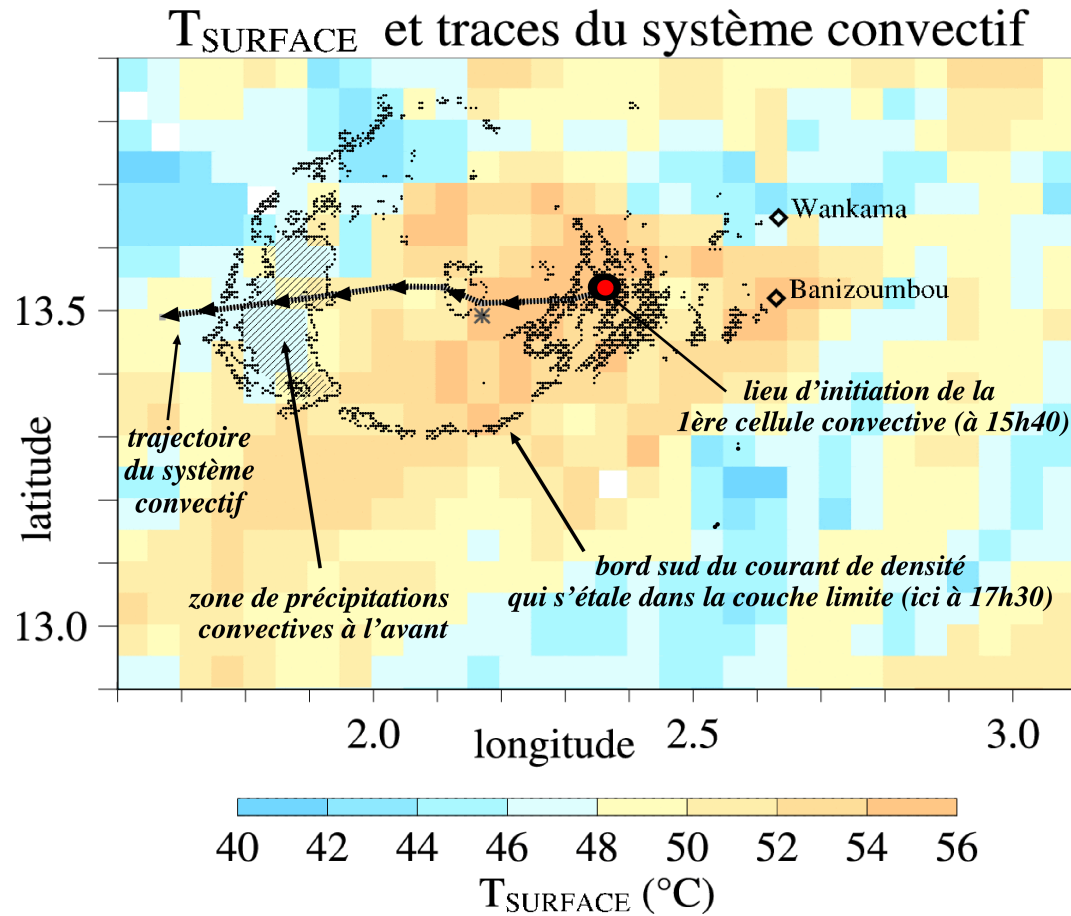 T_SURFACE et traces du système convectif
Wankama
Banizoumbou
13.5
lieu d’initiation de la
1ère cellule convective (à 15h40)
trajectoire
du système
convectif
latitude
bord sud du courant de densité
qui s’étale dans la couche limite (ici à 17h30)
zone de précipitations
convectives à l’avant
13.0
2.0 2.5 3.0
longitude
40 42 44 46 48 50 52 54 56
T_SURFACE (°C)